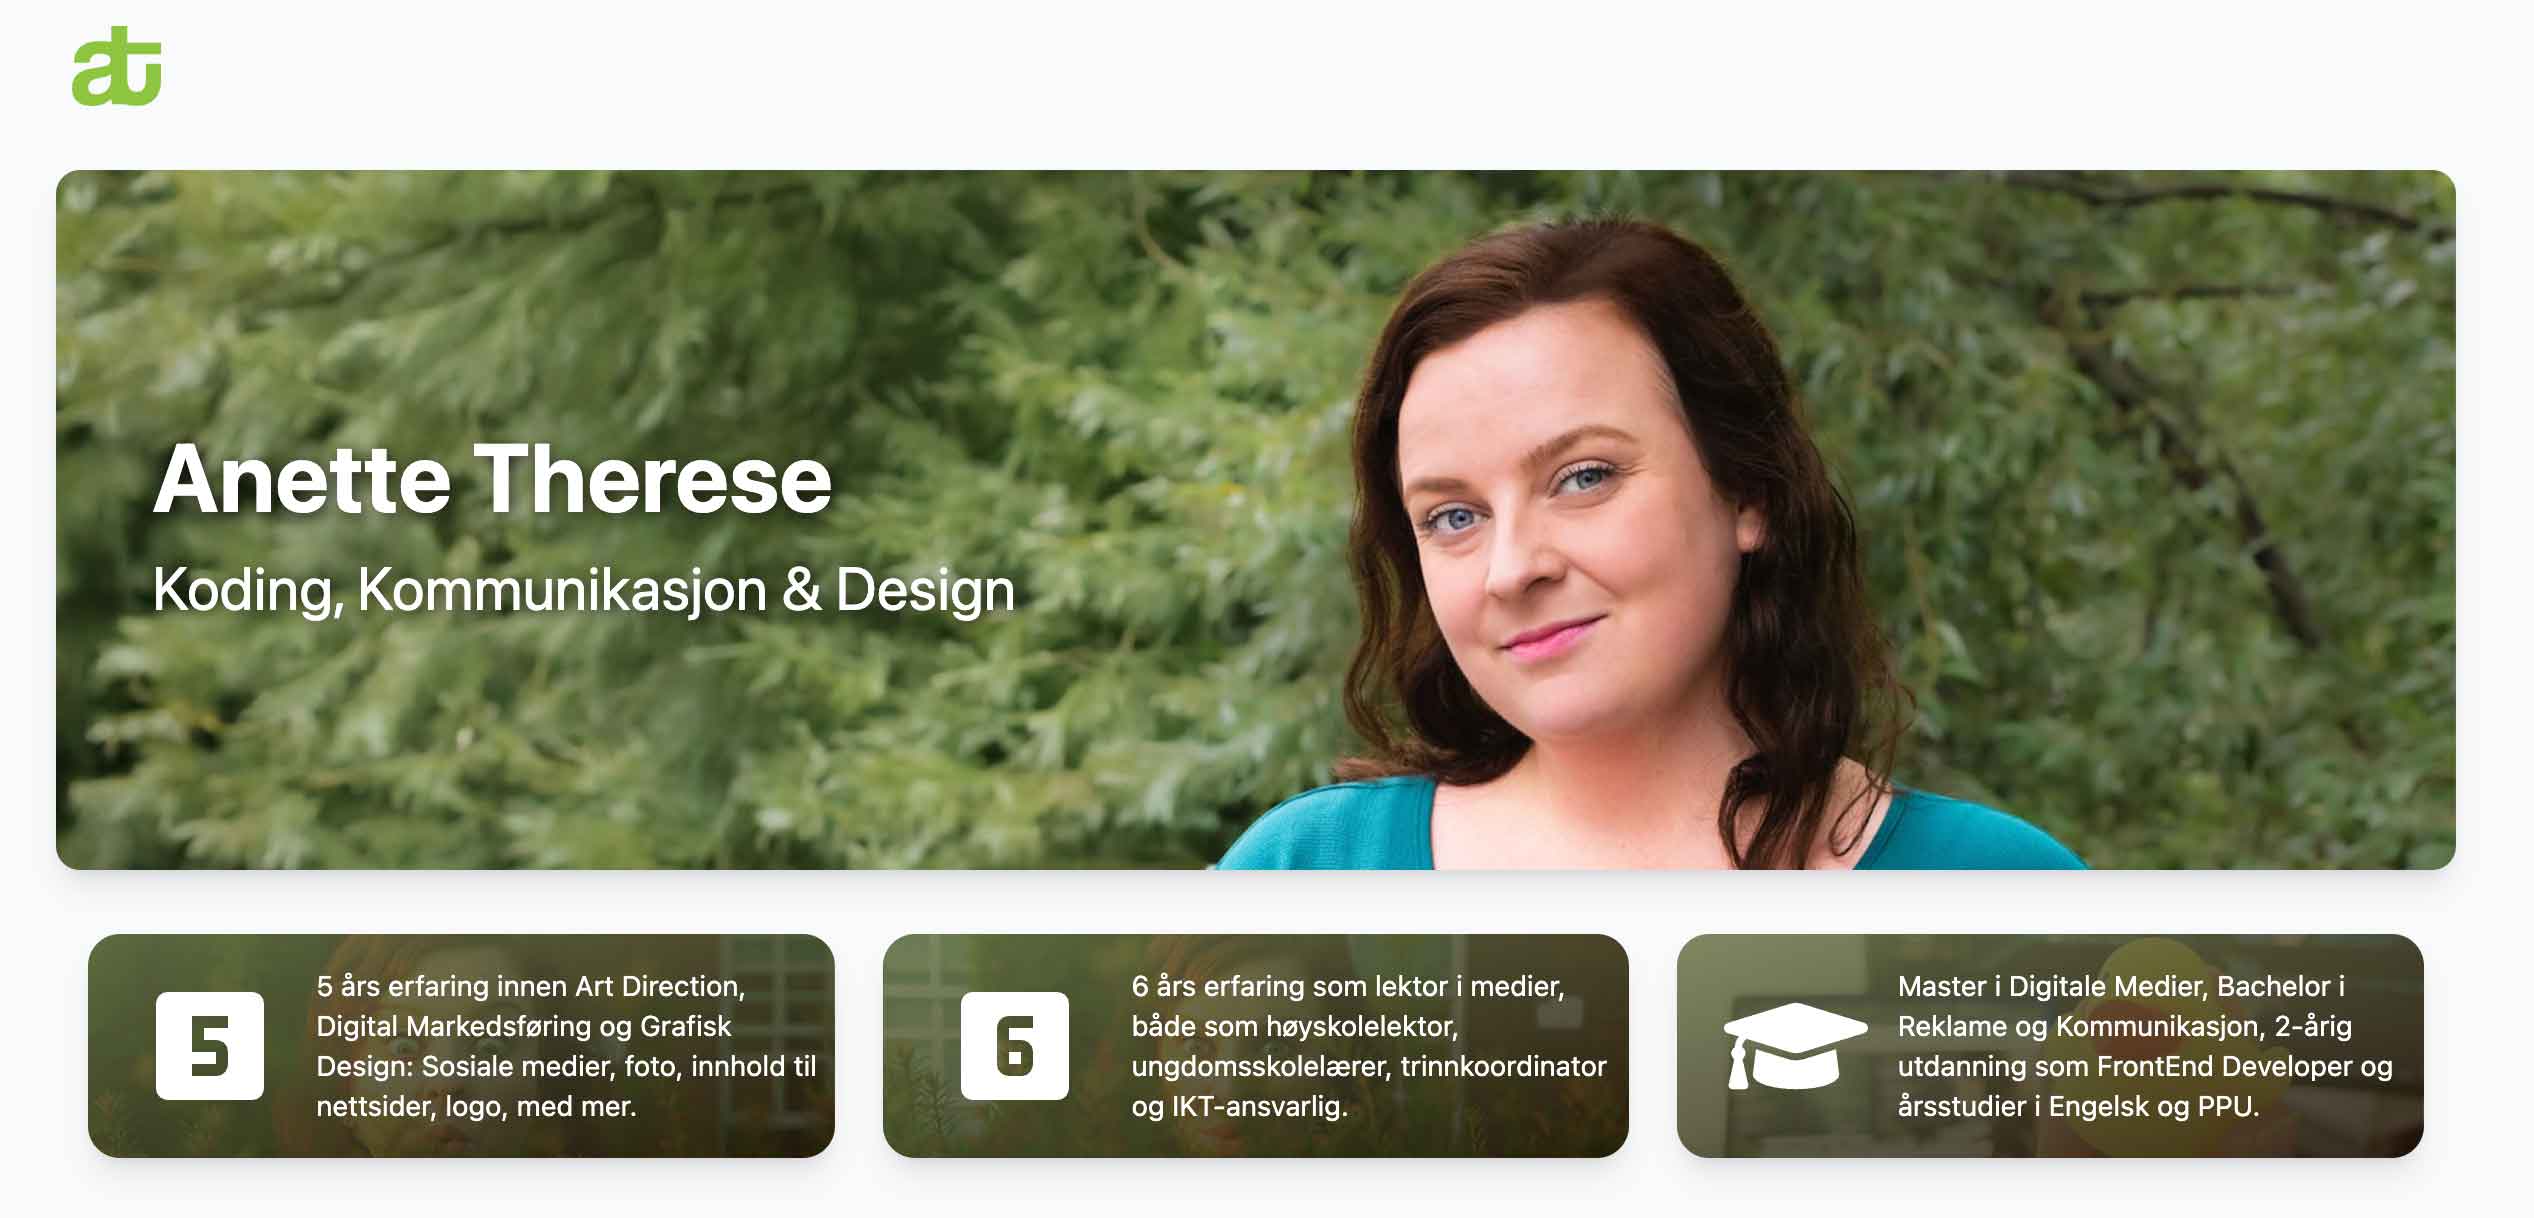 at
Anette Therese
Koding, Kommunikasjon & Design
5
5 års erfaring innen Art Direction,
Digital Markedsføring og Grafisk
Design: Sosiale medier, foto, innhold til
nettsider, logo, med mer.
6
6 års erfaring som lektor i medier,
både som høyskolelektor,
ungdomsskolelærer, trinnkoordinator
og IKT-ansvarlig.
Master i Digitale Medier, Bachelor i
Reklame og Kommunikasjon, 2-årig
utdanning som FrontEnd Developer og
årsstudier i Engelsk og PPU.